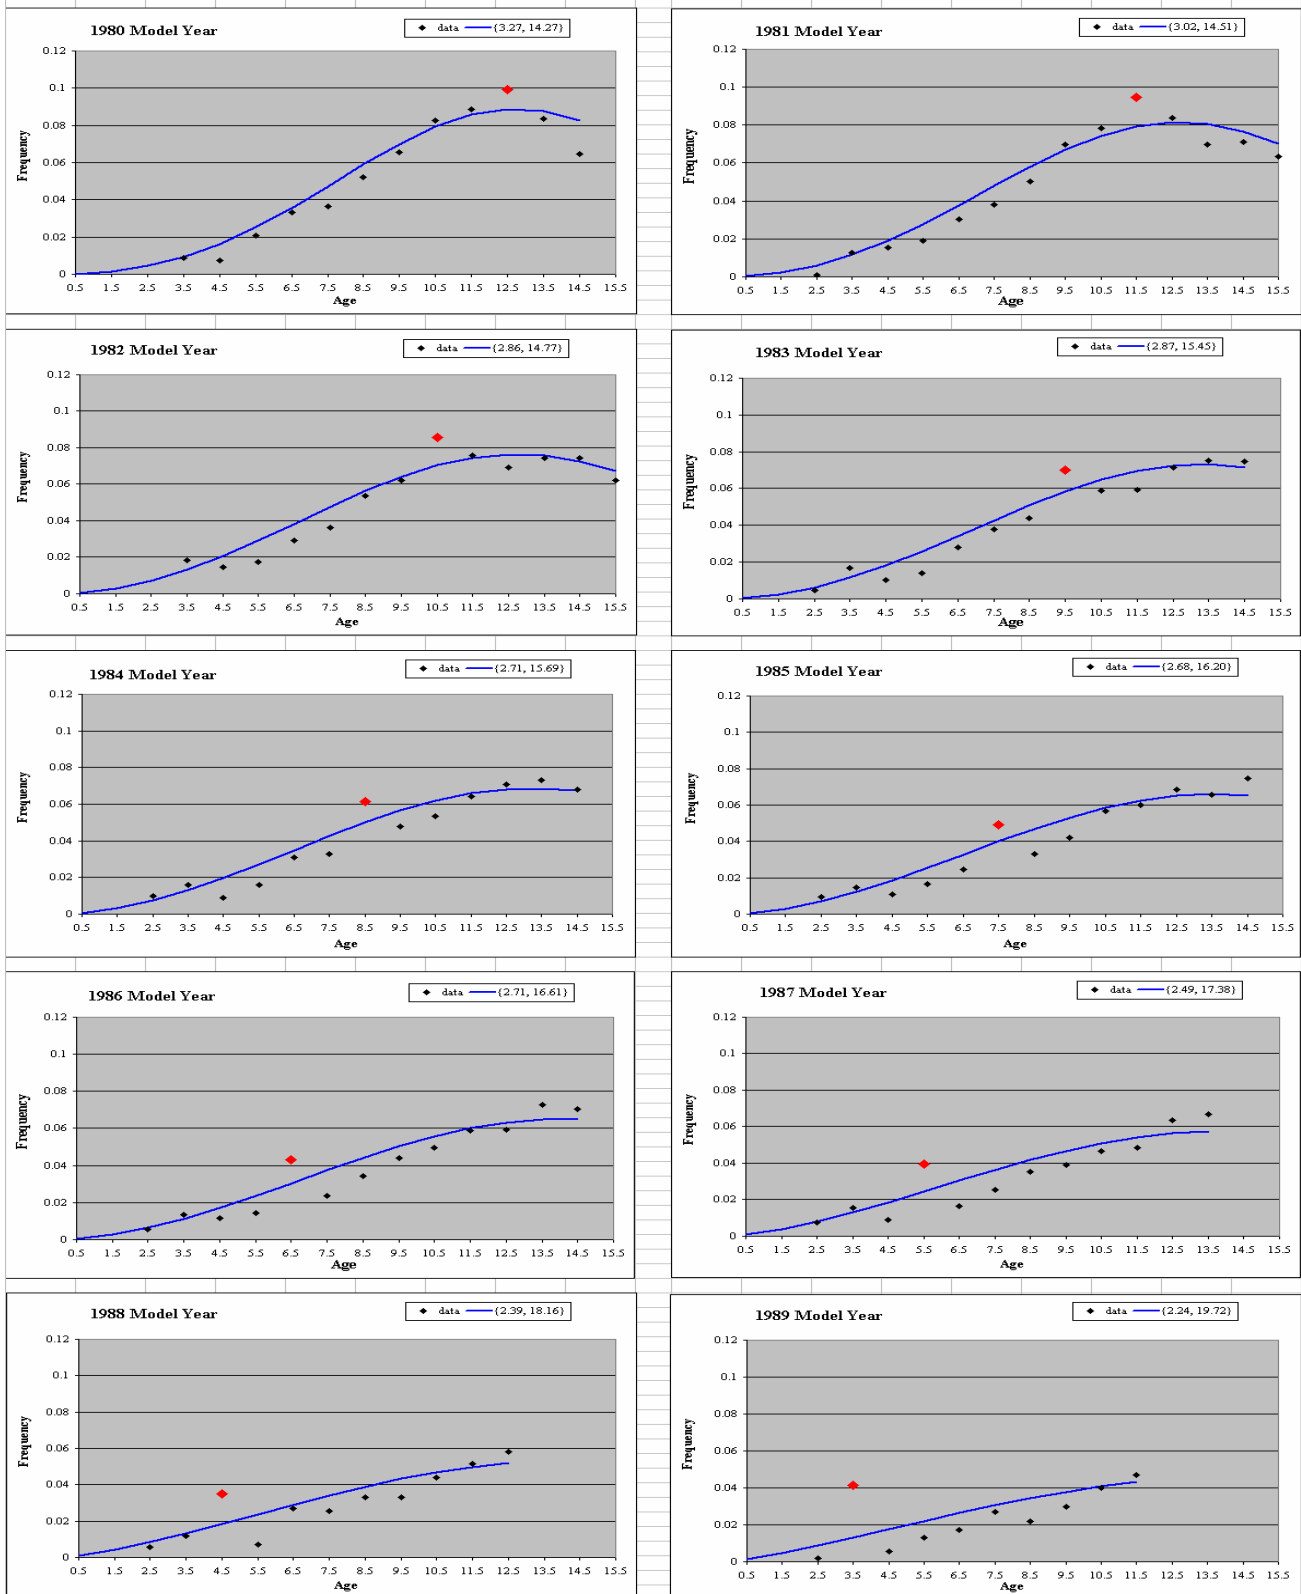 1980 Model Year
data {3.27, 14.27}
0.12
0.1
0.08
0.06
0.04
0.02
0
Frequency
0.5 1.5 2.5 3.5 4.5 5.5 6.5 7.5 8.5 9.5 10.5 11.5 12.5 13.5 14.5 15.5
Age
1981 Model Year
data {3.02, 14.51}
0.12
0.1
0.08
0.06
0.04
0.02
0
Frequency
0.5 1.5 2.5 3.5 4.5 5.5 6.5 7.5 8.5 9.5 10.5 11.5 12.5 13.5 14.5 15.5
Age
1982 Model Year
data {2.86, 14.77}
0.12
0.1
0.08
0.06
0.04
0.02
0
Frequency
0.5 1.5 2.5 3.5 4.5 5.5 6.5 7.5 8.5 9.5 10.5 11.5 12.5 13.5 14.5 15.5
Age
1983 Model Year
data {2.87, 15.45}
0.12
0.1
0.08
0.06
0.04
0.02
0
Frequency
0.5 1.5 2.5 3.5 4.5 5.5 6.5 7.5 8.5 9.5 10.5 11.5 12.5 13.5 14.5 15.5
Age
1984 Model Year
data {2.71, 15.69}
0.12
0.1
0.08
0.06
0.04
0.02
0
Frequency
0.5 1.5 2.5 3.5 4.5 5.5 6.5 7.5 8.5 9.5 10.5 11.5 12.5 13.5 14.5 15.5
Age
1985 Model Year
data {2.68, 16.20}
0.12
0.1
0.08
0.06
0.04
0.02
0
Frequency
0.5 1.5 2.5 3.5 4.5 5.5 6.5 7.5 8.5 9.5 10.5 11.5 12.5 13.5 14.5 15.5
Age
1986 Model Year
data {2.71, 16.61}
0.12
0.1
0.08
0.06
0.04
0.02
0
Frequency
0.5 1.5 2.5 3.5 4.5 5.5 6.5 7.5 8.5 9.5 10.5 11.5 12.5 13.5 14.5 15.5
Age
1987 Model Year
data {2.49, 17.38}
0.12
0.1
0.08
0.06
0.04
0.02
0
Frequency
0.5 1.5 2.5 3.5 4.5 5.5 6.5 7.5 8.5 9.5 10.5 11.5 12.5 13.5 14.5 15.5
Age
1988 Model Year
data {2.39, 18.16}
0.12
0.1
0.08
0.06
0.04
0.02
0
Frequency
0.5 1.5 2.5 3.5 4.5 5.5 6.5 7.5 8.5 9.5 10.5 11.5 12.5 13.5 14.5 15.5
Age
1989 Model Year
data {2.24, 19.72}
0.12
0.1
0.08
0.06
0.04
0.02
0
Frequency
0.5 1.5 2.5 3.5 4.5 5.5 6.5 7.5 8.5 9.5 10.5 11.5 12.5 13.5 14.5 15.5
Age